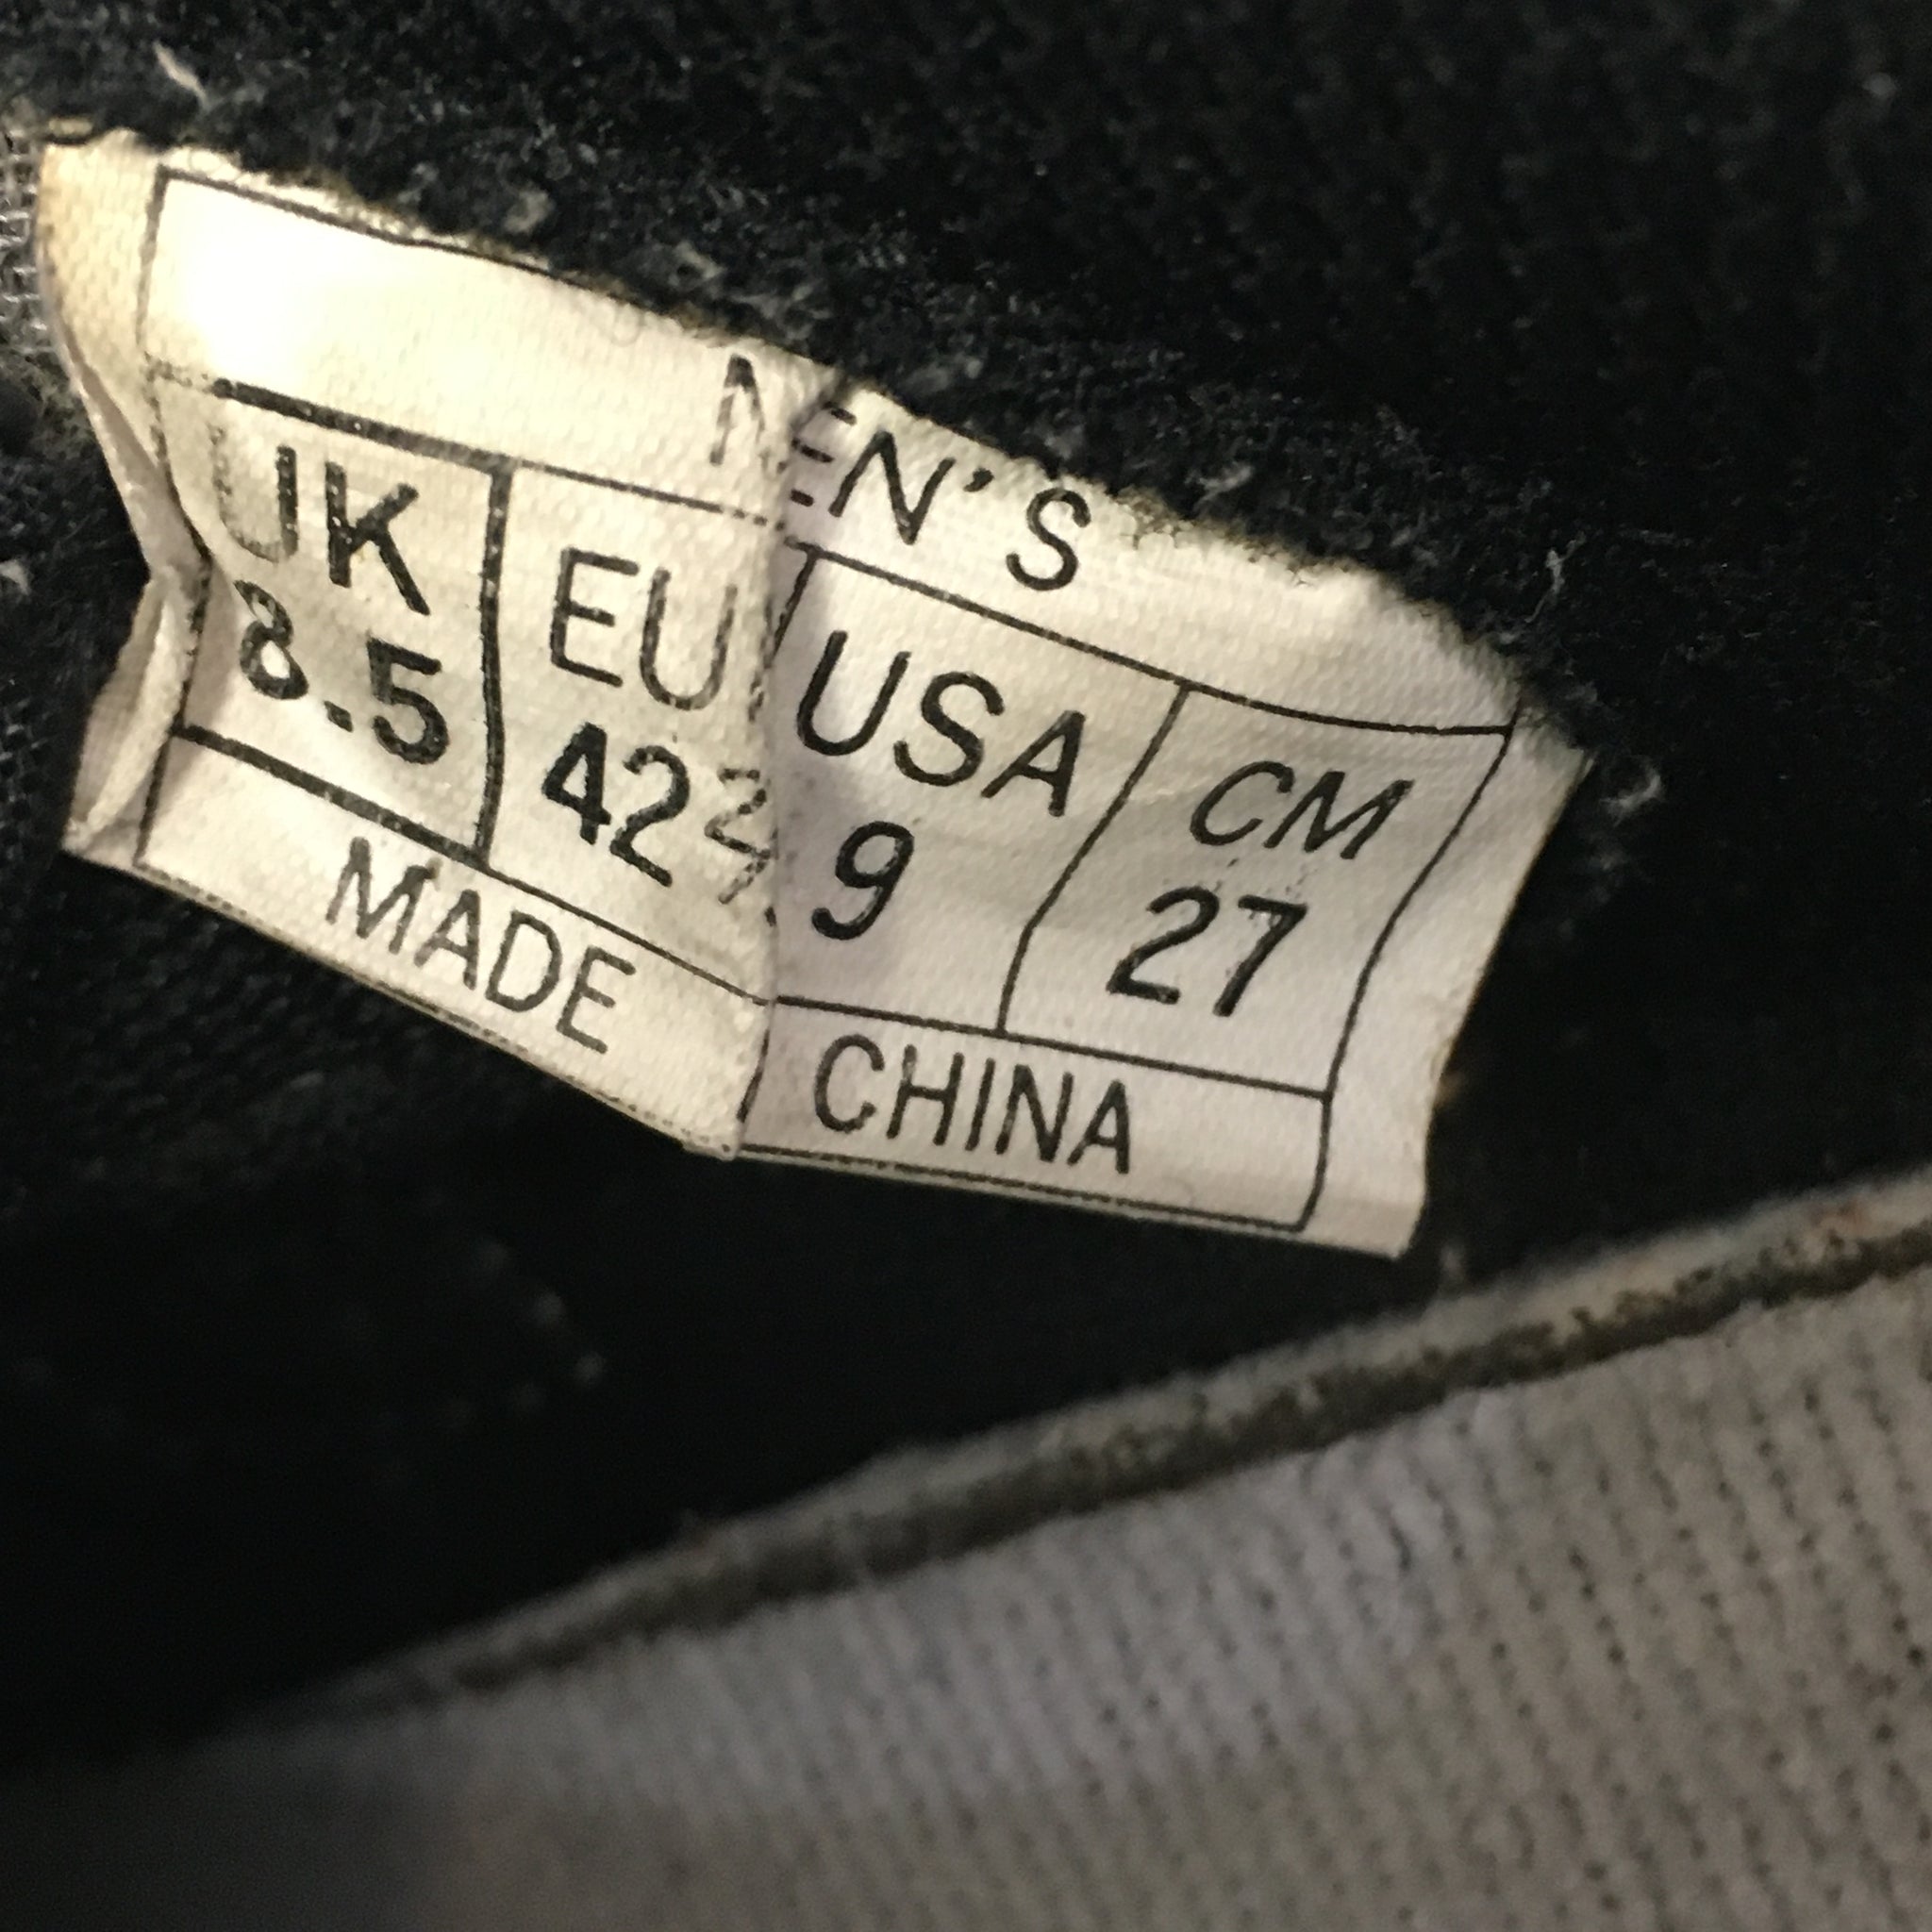 MEN'S
UK EU USA CM
8.5 42 9 27
MADE CHINA